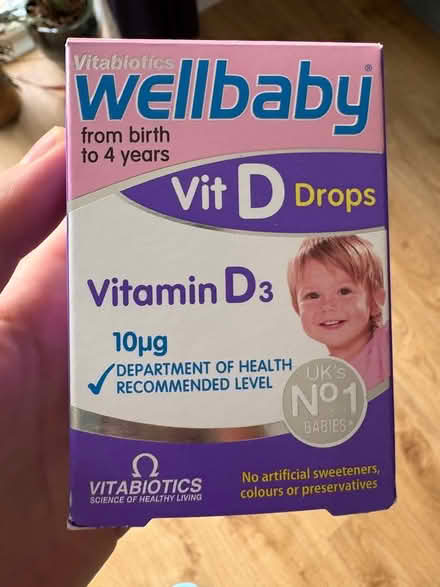 Vitabiotics
wellbaby®
from birth
to 4 years
Vit D Drops
Vitamin D3
10µg
DEPARTMENT OF HEALTH
RECOMMENDED LEVEL
UK's
No1
BABIES
VITABIOTICS
SCIENCE OF HEALTHY LIVING
No artificial sweeteners,
colours or preservatives